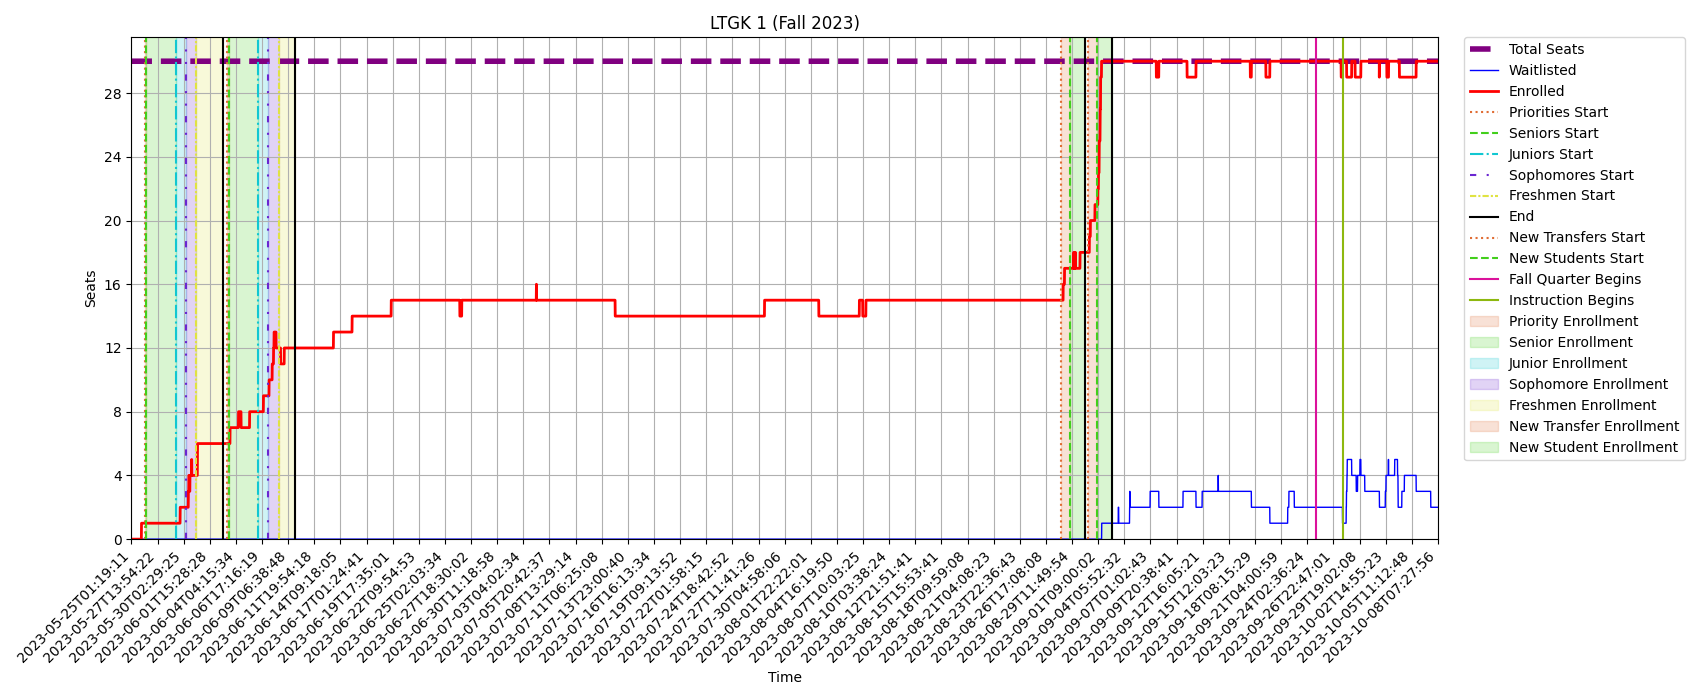 LTGK 1 (Fall 2023)
Total Seats
Waitlisted
Enrolled
Priorities Start
Seniors Start
Juniors Start
Sophomores Start
Freshmen Start
End
New Transfers Start
New Students Start
Fall Quarter Begins
Instruction Begins
Priority Enrollment
Senior Enrollment
Junior Enrollment
Sophomore Enrollment
Freshmen Enrollment
New Transfer Enrollment
New Student Enrollment
Seats
28
24
20
16
12
8
4
0
2023-05-25T01:19:11
2023-05-27T13:54:22
2023-05-30T02:29:25
2023-06-01T15:28:28
2023-06-04T04:15:34
2023-06-06T17:16:19
2023-06-09T06:38:48
2023-06-11T19:54:18
2023-06-14T09:18:05
2023-06-17T01:24:41
2023-06-19T17:35:01
2023-06-22T09:54:53
2023-06-25T02:03:34
2023-06-27T18:30:02
2023-06-30T11:18:58
2023-07-03T04:02:34
2023-07-05T20:42:37
2023-07-08T13:29:14
2023-07-11T06:25:08
2023-07-13T23:00:40
2023-07-16T16:13:34
2023-07-19T09:13:52
2023-07-22T01:58:15
2023-07-24T18:42:52
2023-07-27T11:41:26
2023-07-30T04:58:06
2023-08-01T22:22:01
2023-08-04T16:19:50
2023-08-07T10:03:25
2023-08-10T03:38:24
2023-08-12T21:51:41
2023-08-15T15:53:41
2023-08-18T09:59:08
2023-08-21T04:08:23
2023-08-23T22:36:43
2023-08-26T17:08:08
2023-08-29T11:49:54
2023-09-01T09:00:02
2023-09-04T05:52:32
2023-09-07T01:02:43
2023-09-09T20:38:41
2023-09-12T16:05:21
2023-09-15T12:03:23
2023-09-18T08:15:29
2023-09-21T04:00:59
2023-09-24T02:36:24
2023-09-26T22:47:01
2023-09-29T19:02:08
2023-10-02T14:55:23
2023-10-05T11:12:48
2023-10-08T07:27:56
Time